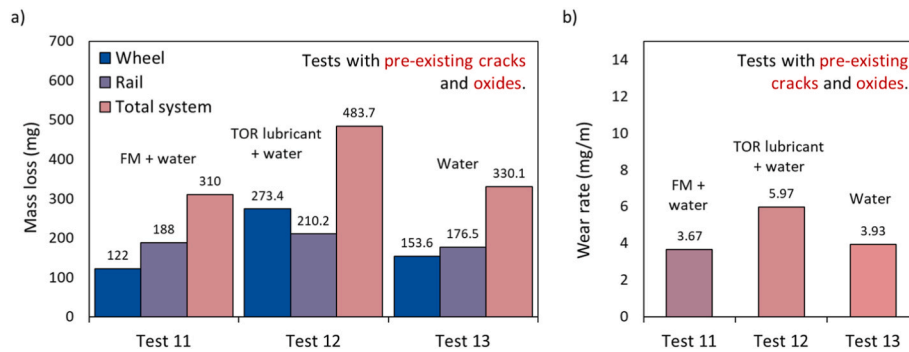 a)
700
600
500
400
300
200
100
0
Mass loss (mg)
Wheel
Rail
Total system
Tests with pre-existing cracks
and oxides.
FM + water
122
188
310
TOR lubricant
+ water
273.4
210.2
483.7
Water
153.6
176.5
330.1
Test 11
Test 12
Test 13
b)
14
12
10
8
6
4
2
0
Wear rate (mg/m)
Tests with pre-existing
cracks and oxides.
FM +
water
3.67
TOR lubricant
+ water
5.97
Water
3.93
Test 11
Test 12
Test 13